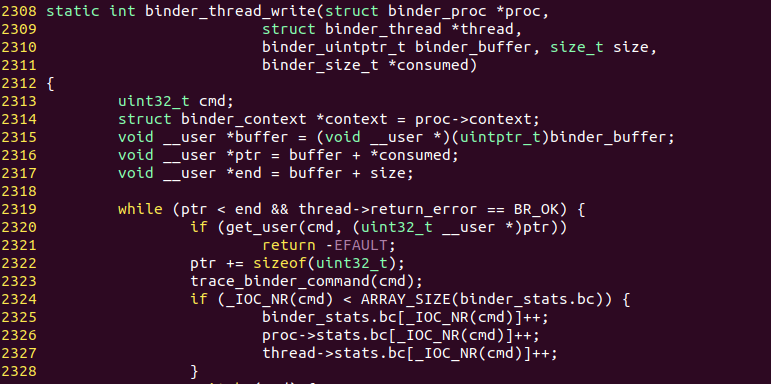 2308 static int binder_thread_write(struct binder_proc *proc,
2309                         struct binder_thread *thread,
2310                         binder_uintptr_t binder_buffer, size_t size,
2311                         binder_size_t *consumed)
2312 {
2313         uint32_t cmd;
2314         struct binder_context *context = proc->context;
2315         void __user *buffer = (void __user *)(uintptr_t)binder_buffer;
2316         void __user *ptr = buffer + *consumed;
2317         void __user *end = buffer + size;
2318
2319         while (ptr < end && thread->return_error == BR_OK) {
2320                 if (get_user(cmd, (uint32_t __user *)ptr))
2321                         return -EFAULT;
2322                 ptr += sizeof(uint32_t);
2323                 trace_binder_command(cmd);
2324                 if (_IOC_NR(cmd) < ARRAY_SIZE(binder_stats.bc)) {
2325                         binder_stats.bc[_IOC_NR(cmd)]++;
2326                         proc->stats.bc[_IOC_NR(cmd)]++;
2327                         thread->stats.bc[_IOC_NR(cmd)]++;
2328                 }